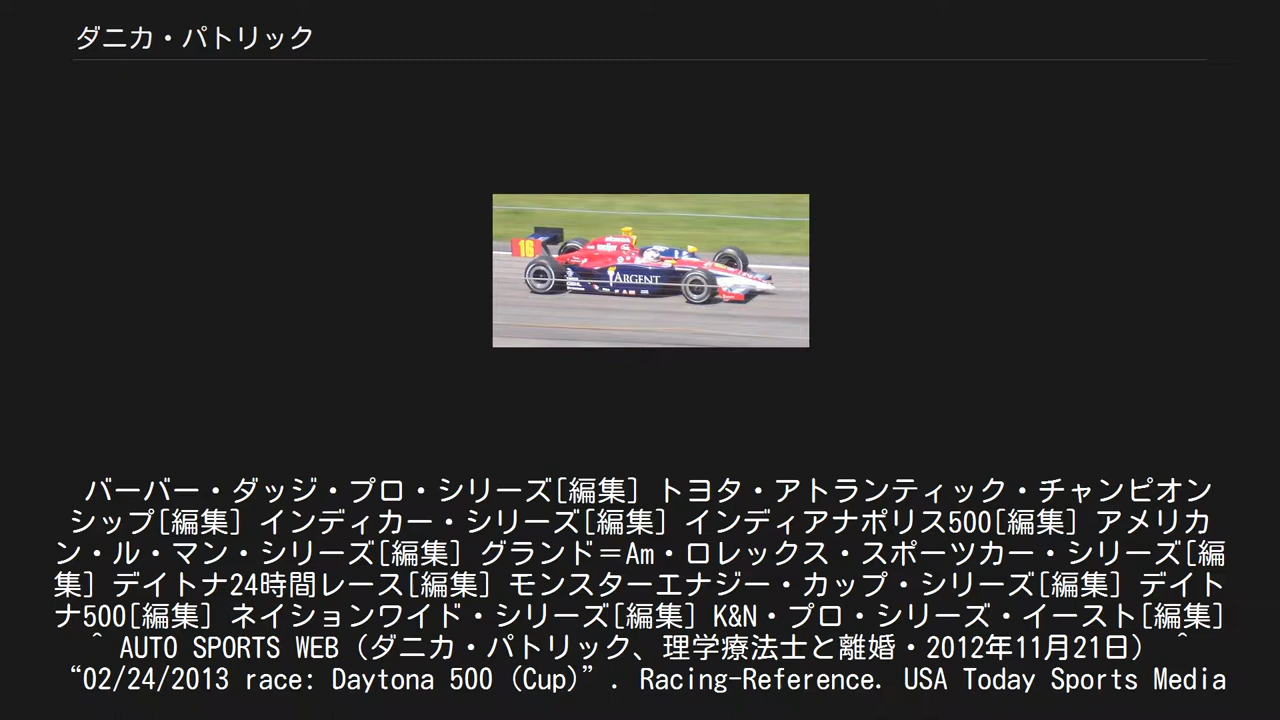 ダニカ・パトリック
16
HONDA
ARGENT
バーバー・ダッジ・プロ・シリーズ[編集] トヨタ・アトランティック・チャンピオン
シップ[編集] インディカー・シリーズ[編集] インディアナポリス500[編集] アメリカ
ン・ル・マン・シリーズ[編集] グランド＝Am・ロレックス・スポーツカー・シリーズ[編
集] デイトナ24時間レース[編集] モンスターエナジー・カップ・シリーズ[編集] デイト
ナ500[編集] ネイションワイド・シリーズ[編集] K&N・プロ・シリーズ・イースト[編集]
^ AUTO SPORTS WEB（ダニカ・パトリック、理学療法士と離婚・2012年11月21日） ^
“02/24/2013 race: Daytona 500 (Cup)”. Racing-Reference. USA Today Sports Media